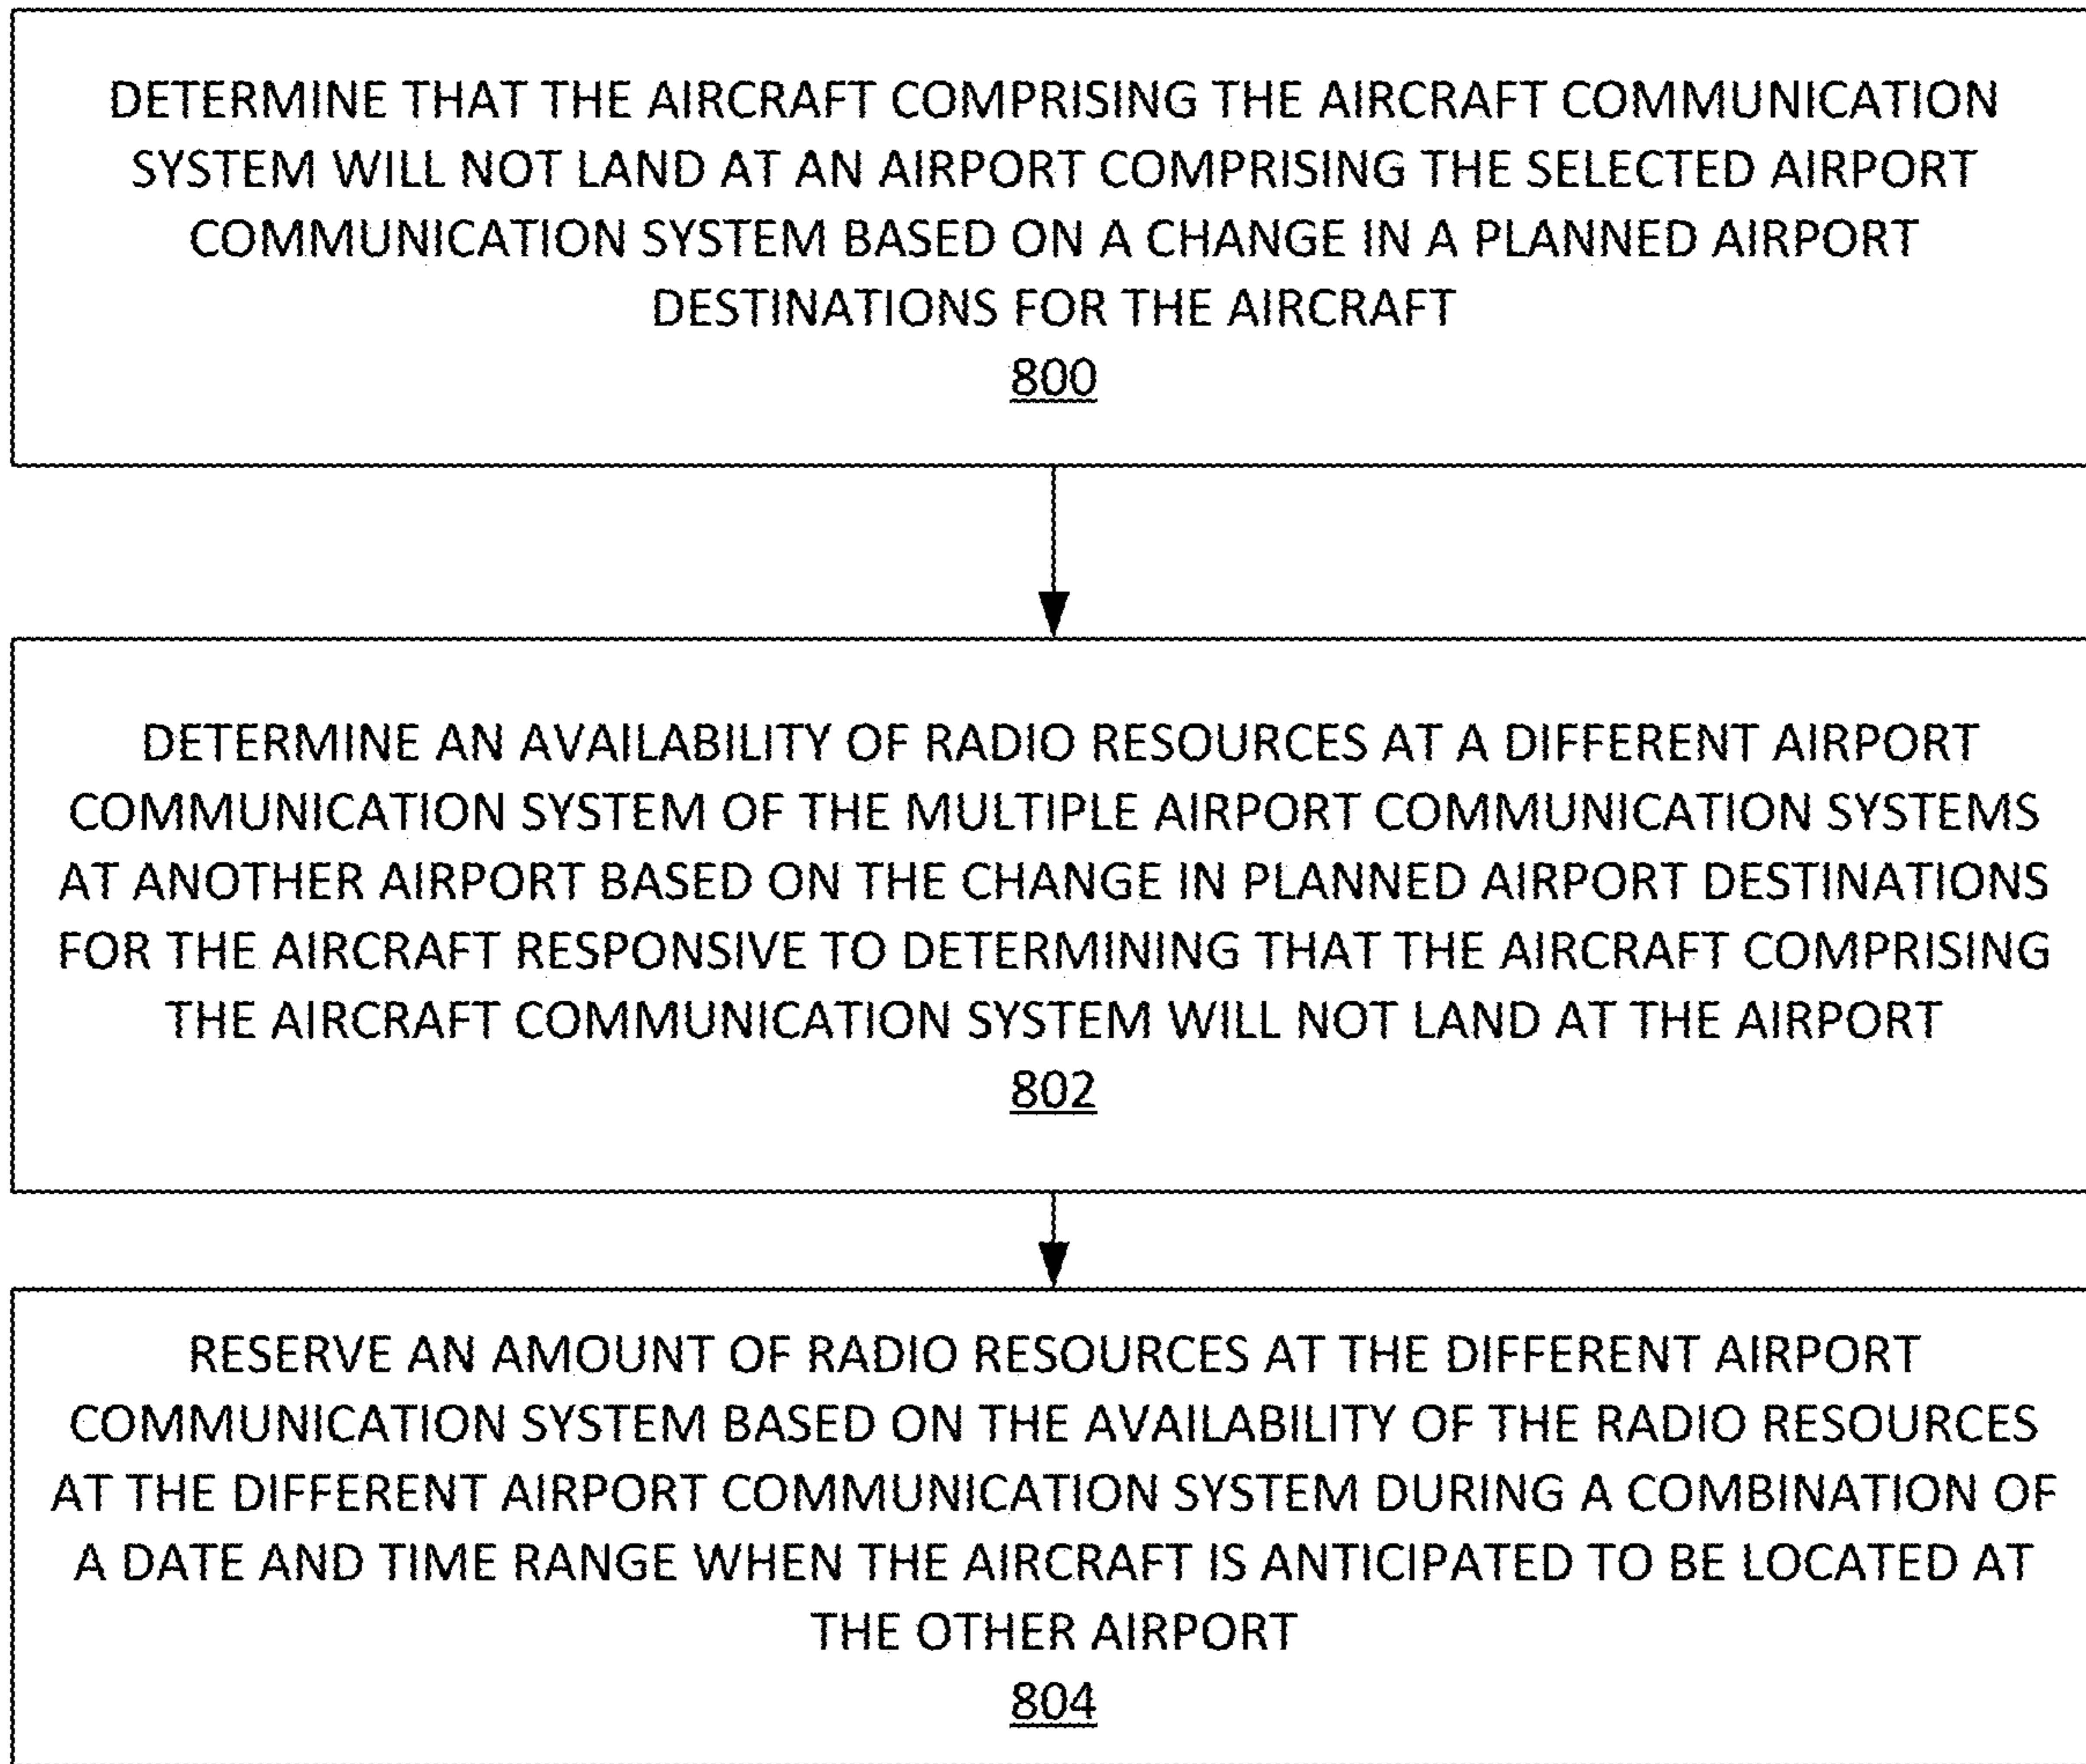 DETERMINE THAT THE AIRCRAFT COMPRISING THE AIRCRAFT COMMUNICATION
SYSTEM WILL NOT LAND AT AN AIRPORT COMPRISING THE SELECTED AIRPORT
COMMUNICATION SYSTEM BASED ON A CHANGE IN A PLANNED AIRPORT
DESTINATIONS FOR THE AIRCRAFT
800
DETERMINE AN AVAILABILITY OF RADIO RESOURCES AT A DIFFERENT AIRPORT
COMMUNICATION SYSTEM OF THE MULTIPLE AIRPORT COMMUNICATION SYSTEMS
AT ANOTHER AIRPORT BASED ON THE CHANGE IN PLANNED AIRPORT DESTINATIONS
FOR THE AIRCRAFT RESPONSIVE TO DETERMINING THAT THE AIRCRAFT COMPRISING
THE AIRCRAFT COMMUNICATION SYSTEM WILL NOT LAND AT THE AIRPORT
802
RESERVE AN AMOUNT OF RADIO RESOURCES AT THE DIFFERENT AIRPORT
COMMUNICATION SYSTEM BASED ON THE AVAILABILITY OF THE RADIO RESOURCES
AT THE DIFFERENT AIRPORT COMMUNICATION SYSTEM DURING A COMBINATION OF
A DATE AND TIME RANGE WHEN THE AIRCRAFT IS ANTICIPATED TO BE LOCATED AT
THE OTHER AIRPORT
804